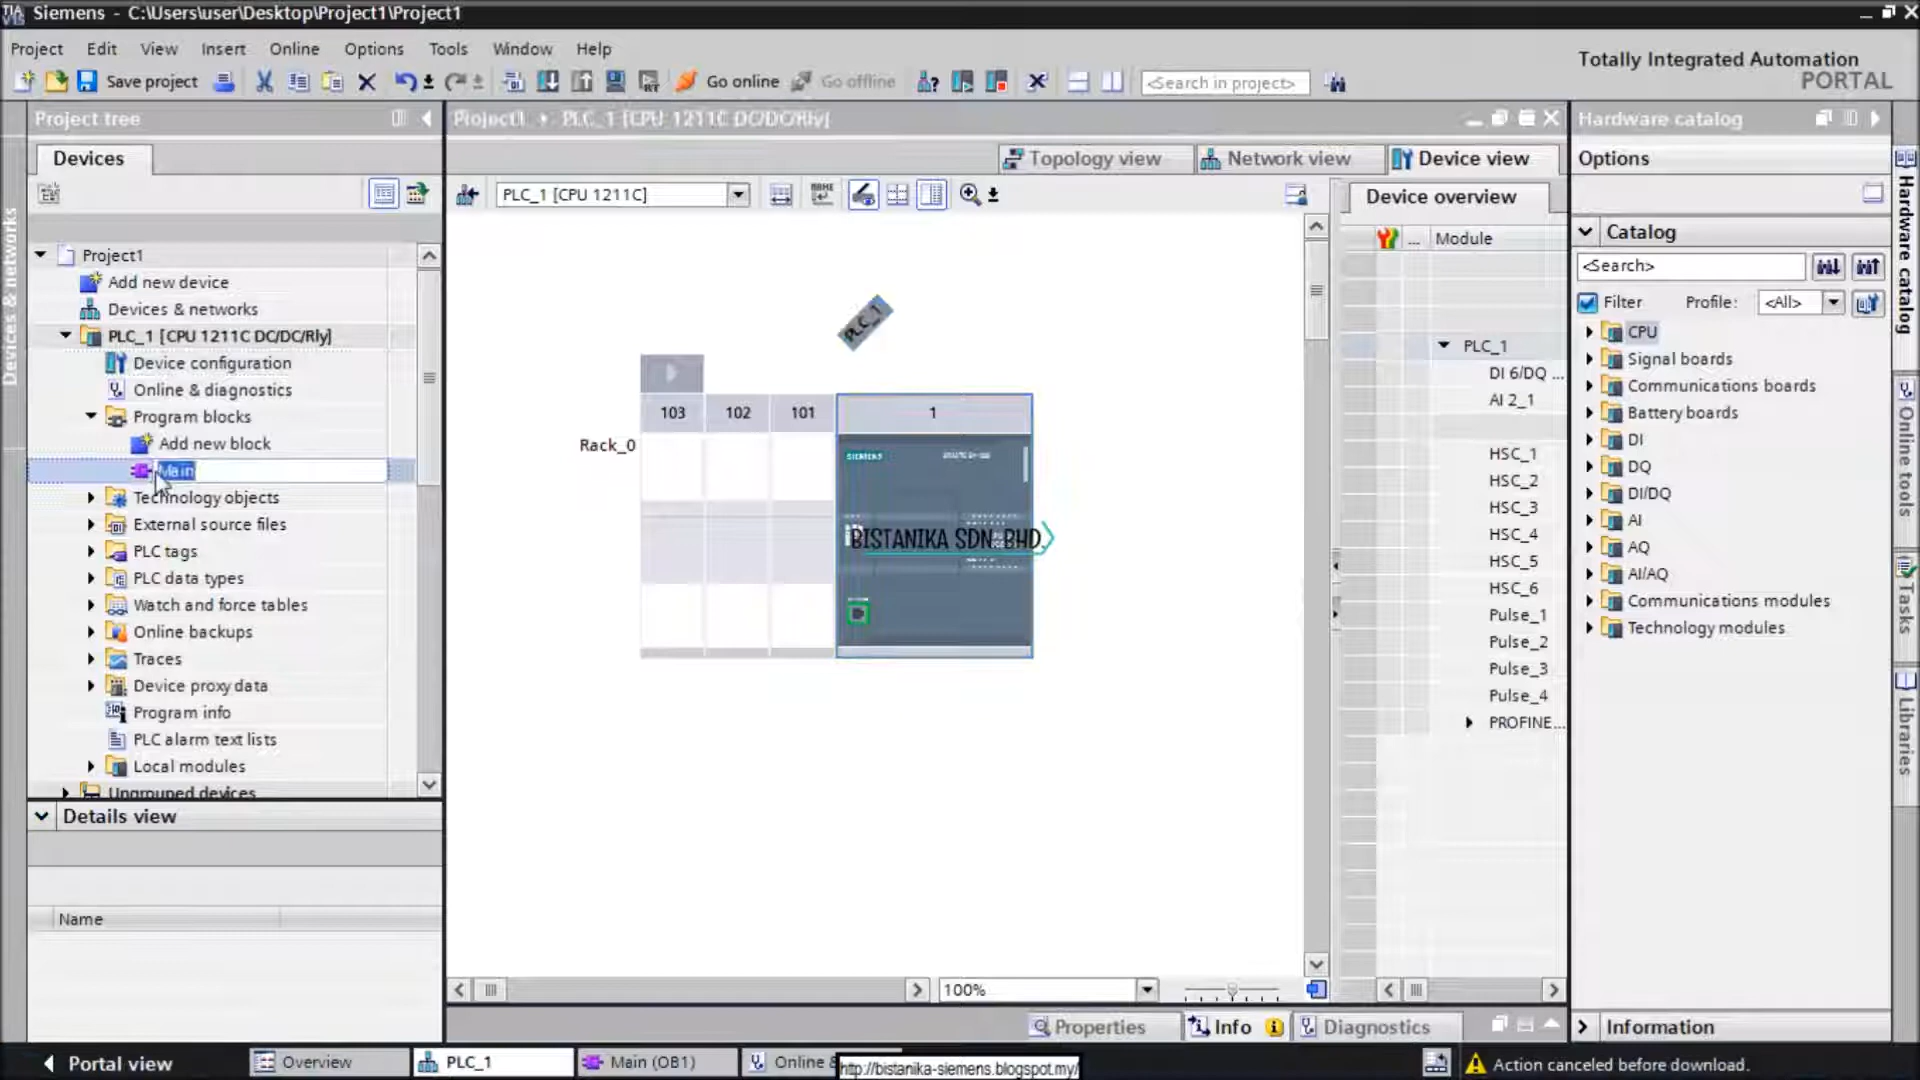 Siemens - C:\Users\user\Desktop\Project1\Project1
Project Edit View Insert Online Options Tools Window Help
Totally Integrated Automation
PORTAL
Save project
Go online
Go offline
<Search in project>
Project tree
Project1 PLC_1 [CPU 1211C DC/DC/Rly]
Hardware catalog
Devices
Topology view
Network view
Device view
Options
PLC_1 [CPU 1211C]
Device overview
Project1
Add new device
Devices & networks
PLC_1 [CPU 1211C DC/DC/Rly]
Device configuration
Online & diagnostics
Program blocks
Add new block
Main
Technology objects
External source files
PLC tags
PLC data types
Watch and force tables
Online backups
Traces
Device proxy data
Program info
PLC alarm text lists
Local modules
Ungrouped devices
Details view
Name
PLC_1
103 102 101 1
Rack_0
SIEMENS
BISTANIKA SDN. BHD.
100%
... Module
PLC_1
DI 6/DQ ...
AI 2_1
HSC_1
HSC_2
HSC_3
HSC_4
HSC_5
HSC_6
Pulse_1
Pulse_2
Pulse_3
Pulse_4
PROFINE...
Catalog
<Search>
Filter Profile: <All>
CPU
Signal boards
Communications boards
Battery boards
DI
DQ
DI/DQ
AI
AQ
AI/AQ
Communications modules
Technology modules
Information
Devices & networks
Hardware catalog
Online tools
Tasks
Libraries
Properties
Info
Diagnostics
Portal view
Overview
PLC_1
Main (OB1)
Online &
http://bistanika-siemens.blogspot.my/
Action canceled before download.